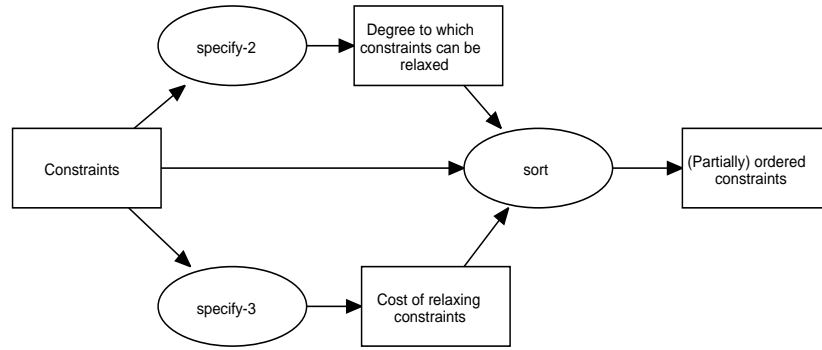 specify-2
Degree to which
constraints can be
relaxed
Constraints
sort
(Partially) ordered
constraints
specify-3
Cost of relaxing
constraints